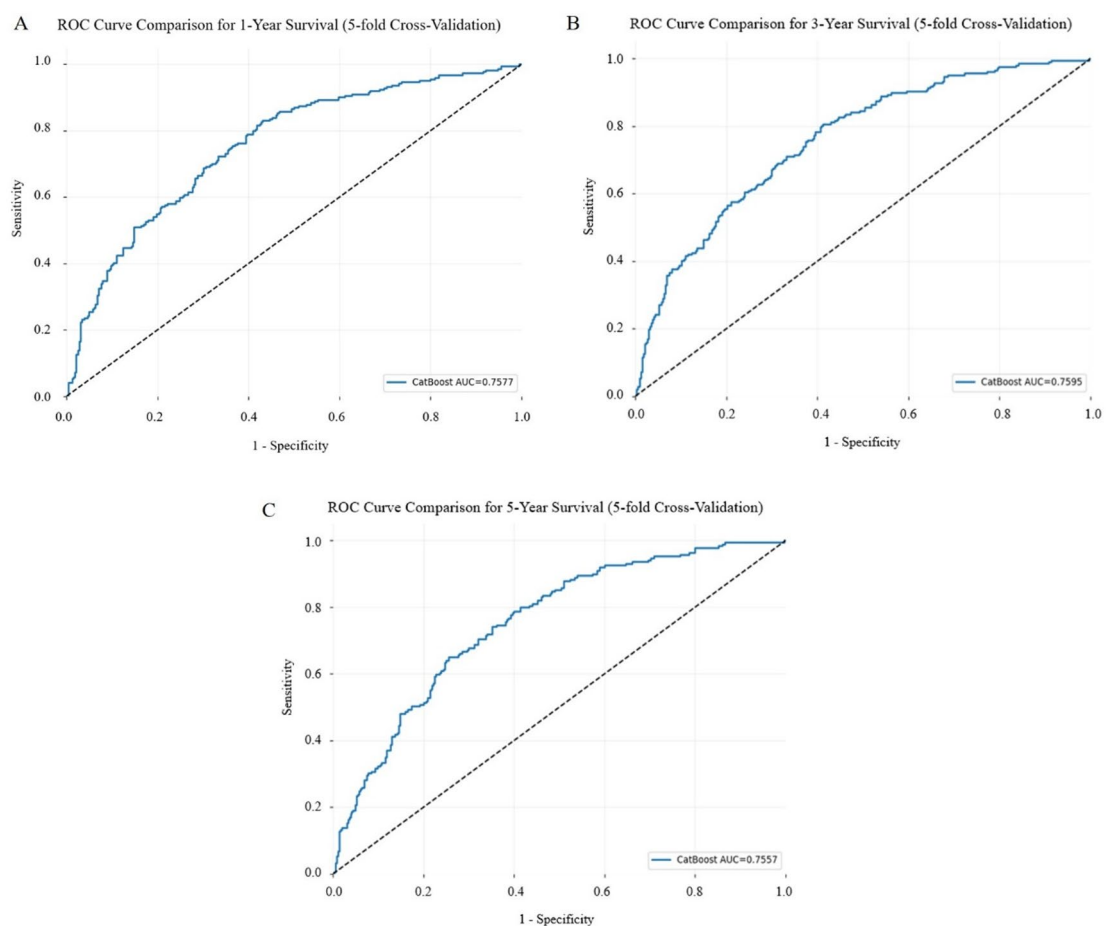 A
ROC Curve Comparison for 1-Year Survival (5-fold Cross-Validation)
1.0
0.8
0.6
0.4
0.2
0.0
Sensitivity
CatBoost AUC=0.7577
0.0 0.2 0.4 0.6 0.8 1.0
1 - Specificity
B
ROC Curve Comparison for 3-Year Survival (5-fold Cross-Validation)
1.0
0.8
0.6
0.4
0.2
0.0
Sensitivity
CatBoost AUC=0.7595
0.0 0.2 0.4 0.6 0.8 1.0
1 - Specificity
C
ROC Curve Comparison for 5-Year Survival (5-fold Cross-Validation)
1.0
0.8
0.6
0.4
0.2
0.0
Sensitivity
CatBoost AUC=0.7557
0.0 0.2 0.4 0.6 0.8 1.0
1 - Specificity